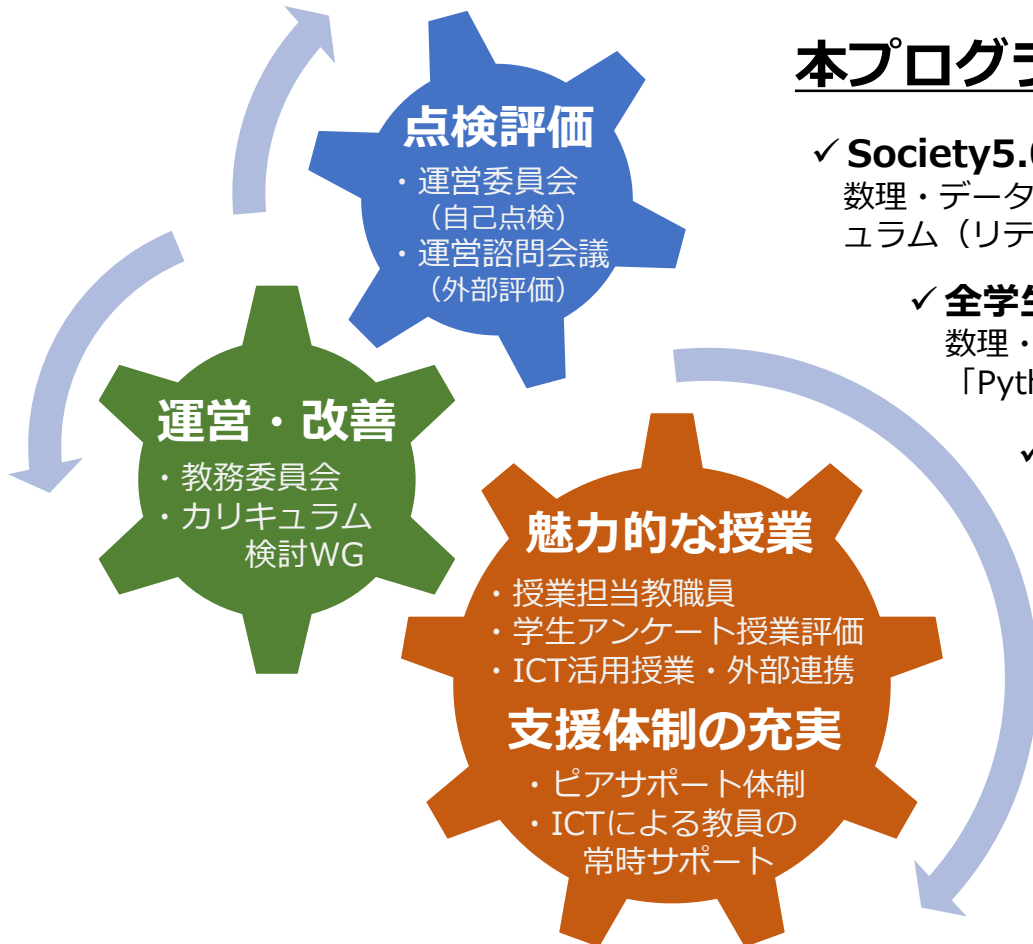 点検評価
・運営委員会
（自己点検）
・運営諮問会議
（外部評価）
運営・改善
・教務委員会
・カリキュラム
検討WG
魅力的な授業
・授業担当教職員
・学生アンケート授業評価
・ICT活用授業・外部連携
支援体制の充実
・ピアサポート体制
・ICTによる教員の
常時サポート
本プログ
✓ Society5.
数理・データ
ュラム（リテ
✓ 全学
数理・
「Pyth
✓